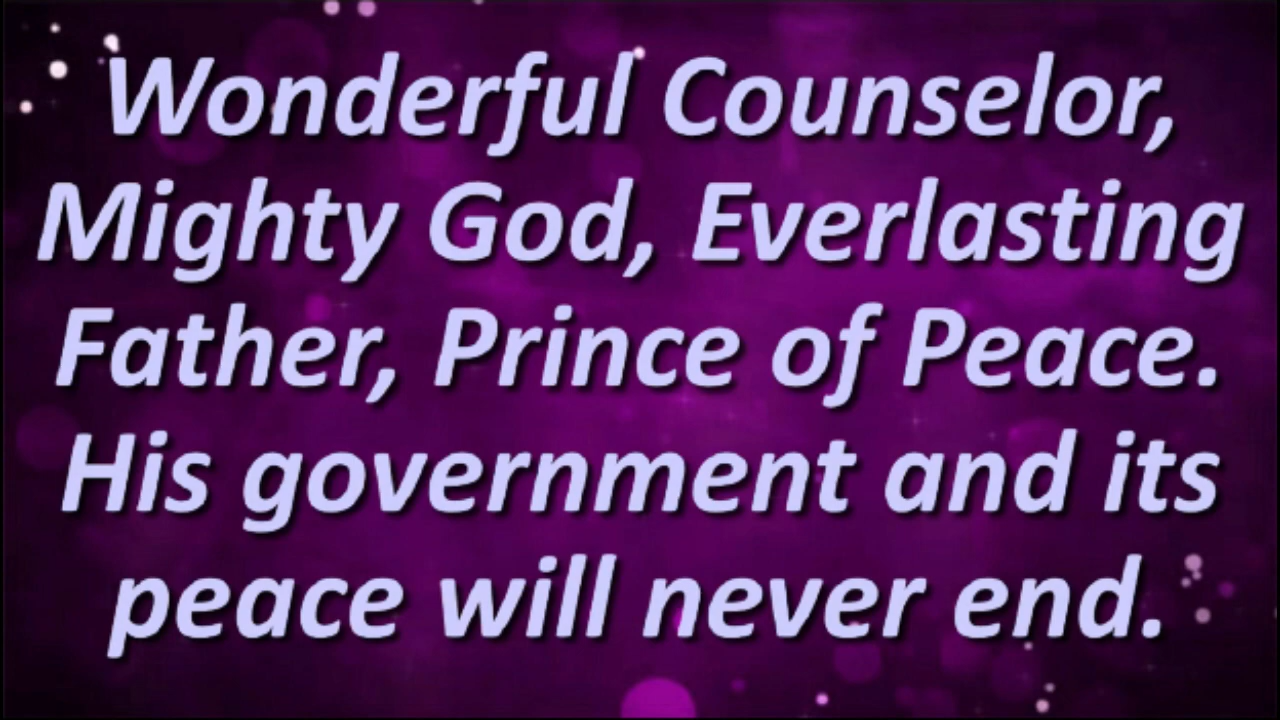 Wonderful Counselor,
Mighty God, Everlasting
Father, Prince of Peace.
His government and its
peace will never end.